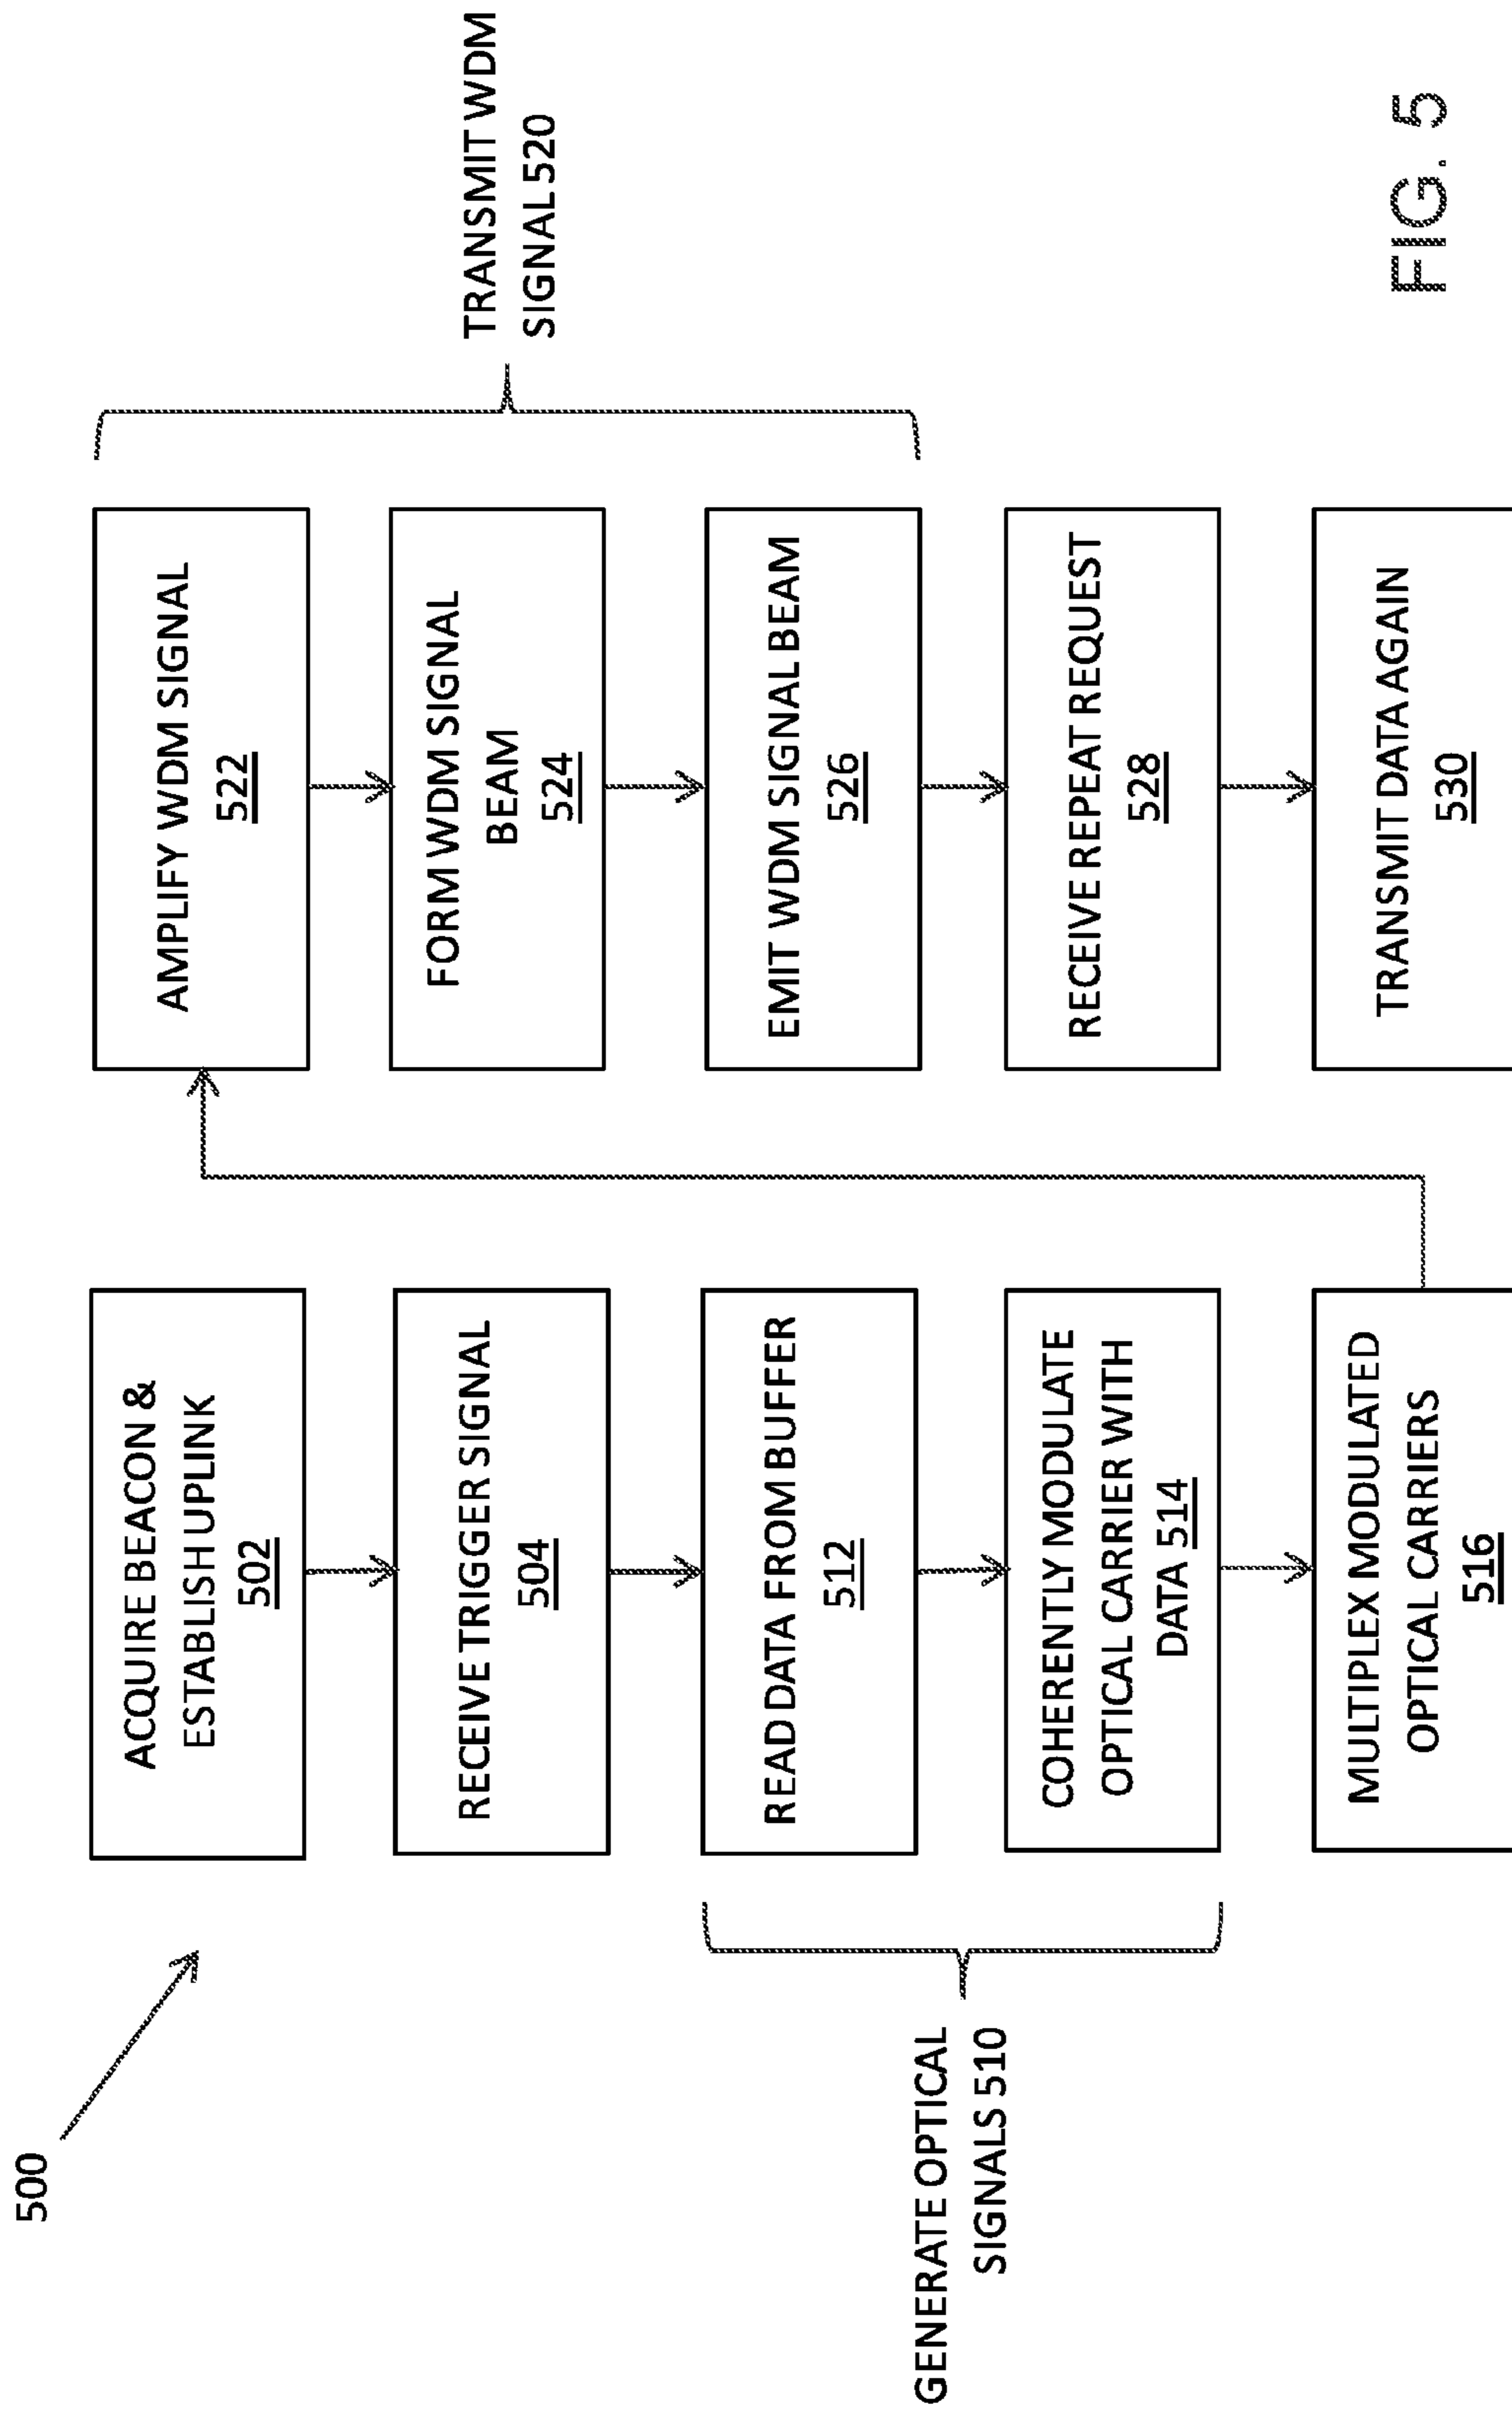 500
ACQUIRE BEACON &
ESTABLISH UPLINK
502
RECEIVE TRIGGER SIGNAL
504
GENERATE OPTICAL
SIGNALS 510
READ DATA FROM BUFFER
512
COHERENTLY MODULATE
OPTICAL CARRIER WITH
DATA 514
MULTIPLEX MODULATED
OPTICAL CARRIERS
516
AMPLIFY WDM SIGNAL
522
FORM WDM SIGNAL
BEAM
524
EMIT WDM SIGNAL BEAM
526
RECEIVE REPEAT REQUEST
528
TRANSMIT DATA AGAIN
530
TRANSMIT WDM
SIGNAL 520
FIG. 5